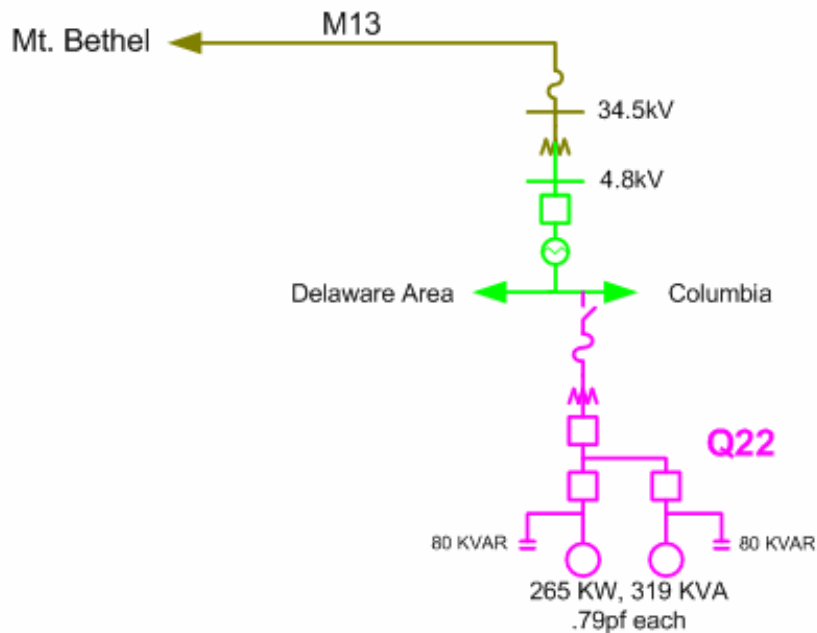 M13
Mt. Bethel
34.5kV
4.8kV
Delaware Area
Columbia
Q22
80 KVAR
80 KVAR
265 KW, 319 KVA
.79pf each